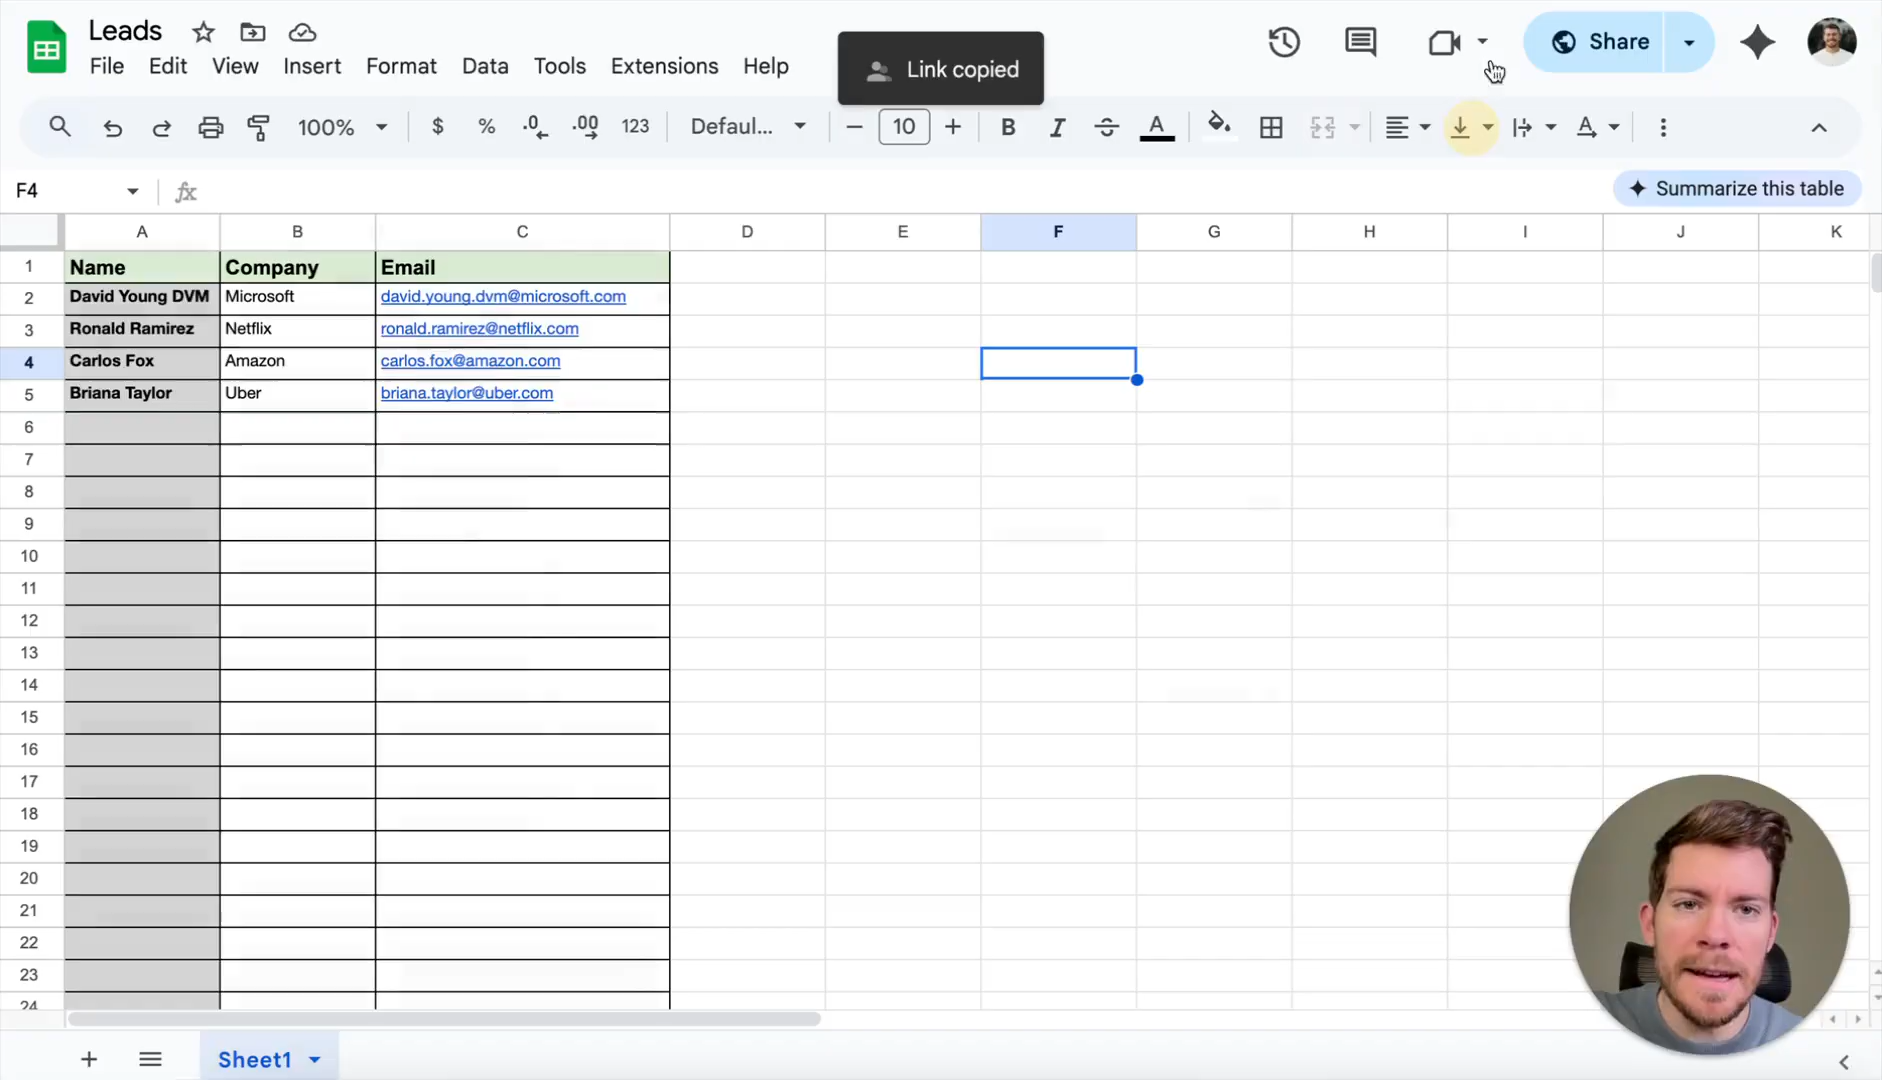 Leads
File Edit View Insert Format Data Tools Extensions Help
Link copied
Share
100% $ % .0 .00 123 Defaul... 10 B I S A A
F4 fx
Summarize this table
A B C D E F G H I J K
1 Name Company Email
2 David Young DVM Microsoft david.young.dvm@microsoft.com
3 Ronald Ramirez Netflix ronald.ramirez@netflix.com
4 Carlos Fox Amazon carlos.fox@amazon.com
5 Briana Taylor Uber briana.taylor@uber.com
6
7
8
9
10
11
12
13
14
15
16
17
18
19
20
21
22
23
24
Sheet1